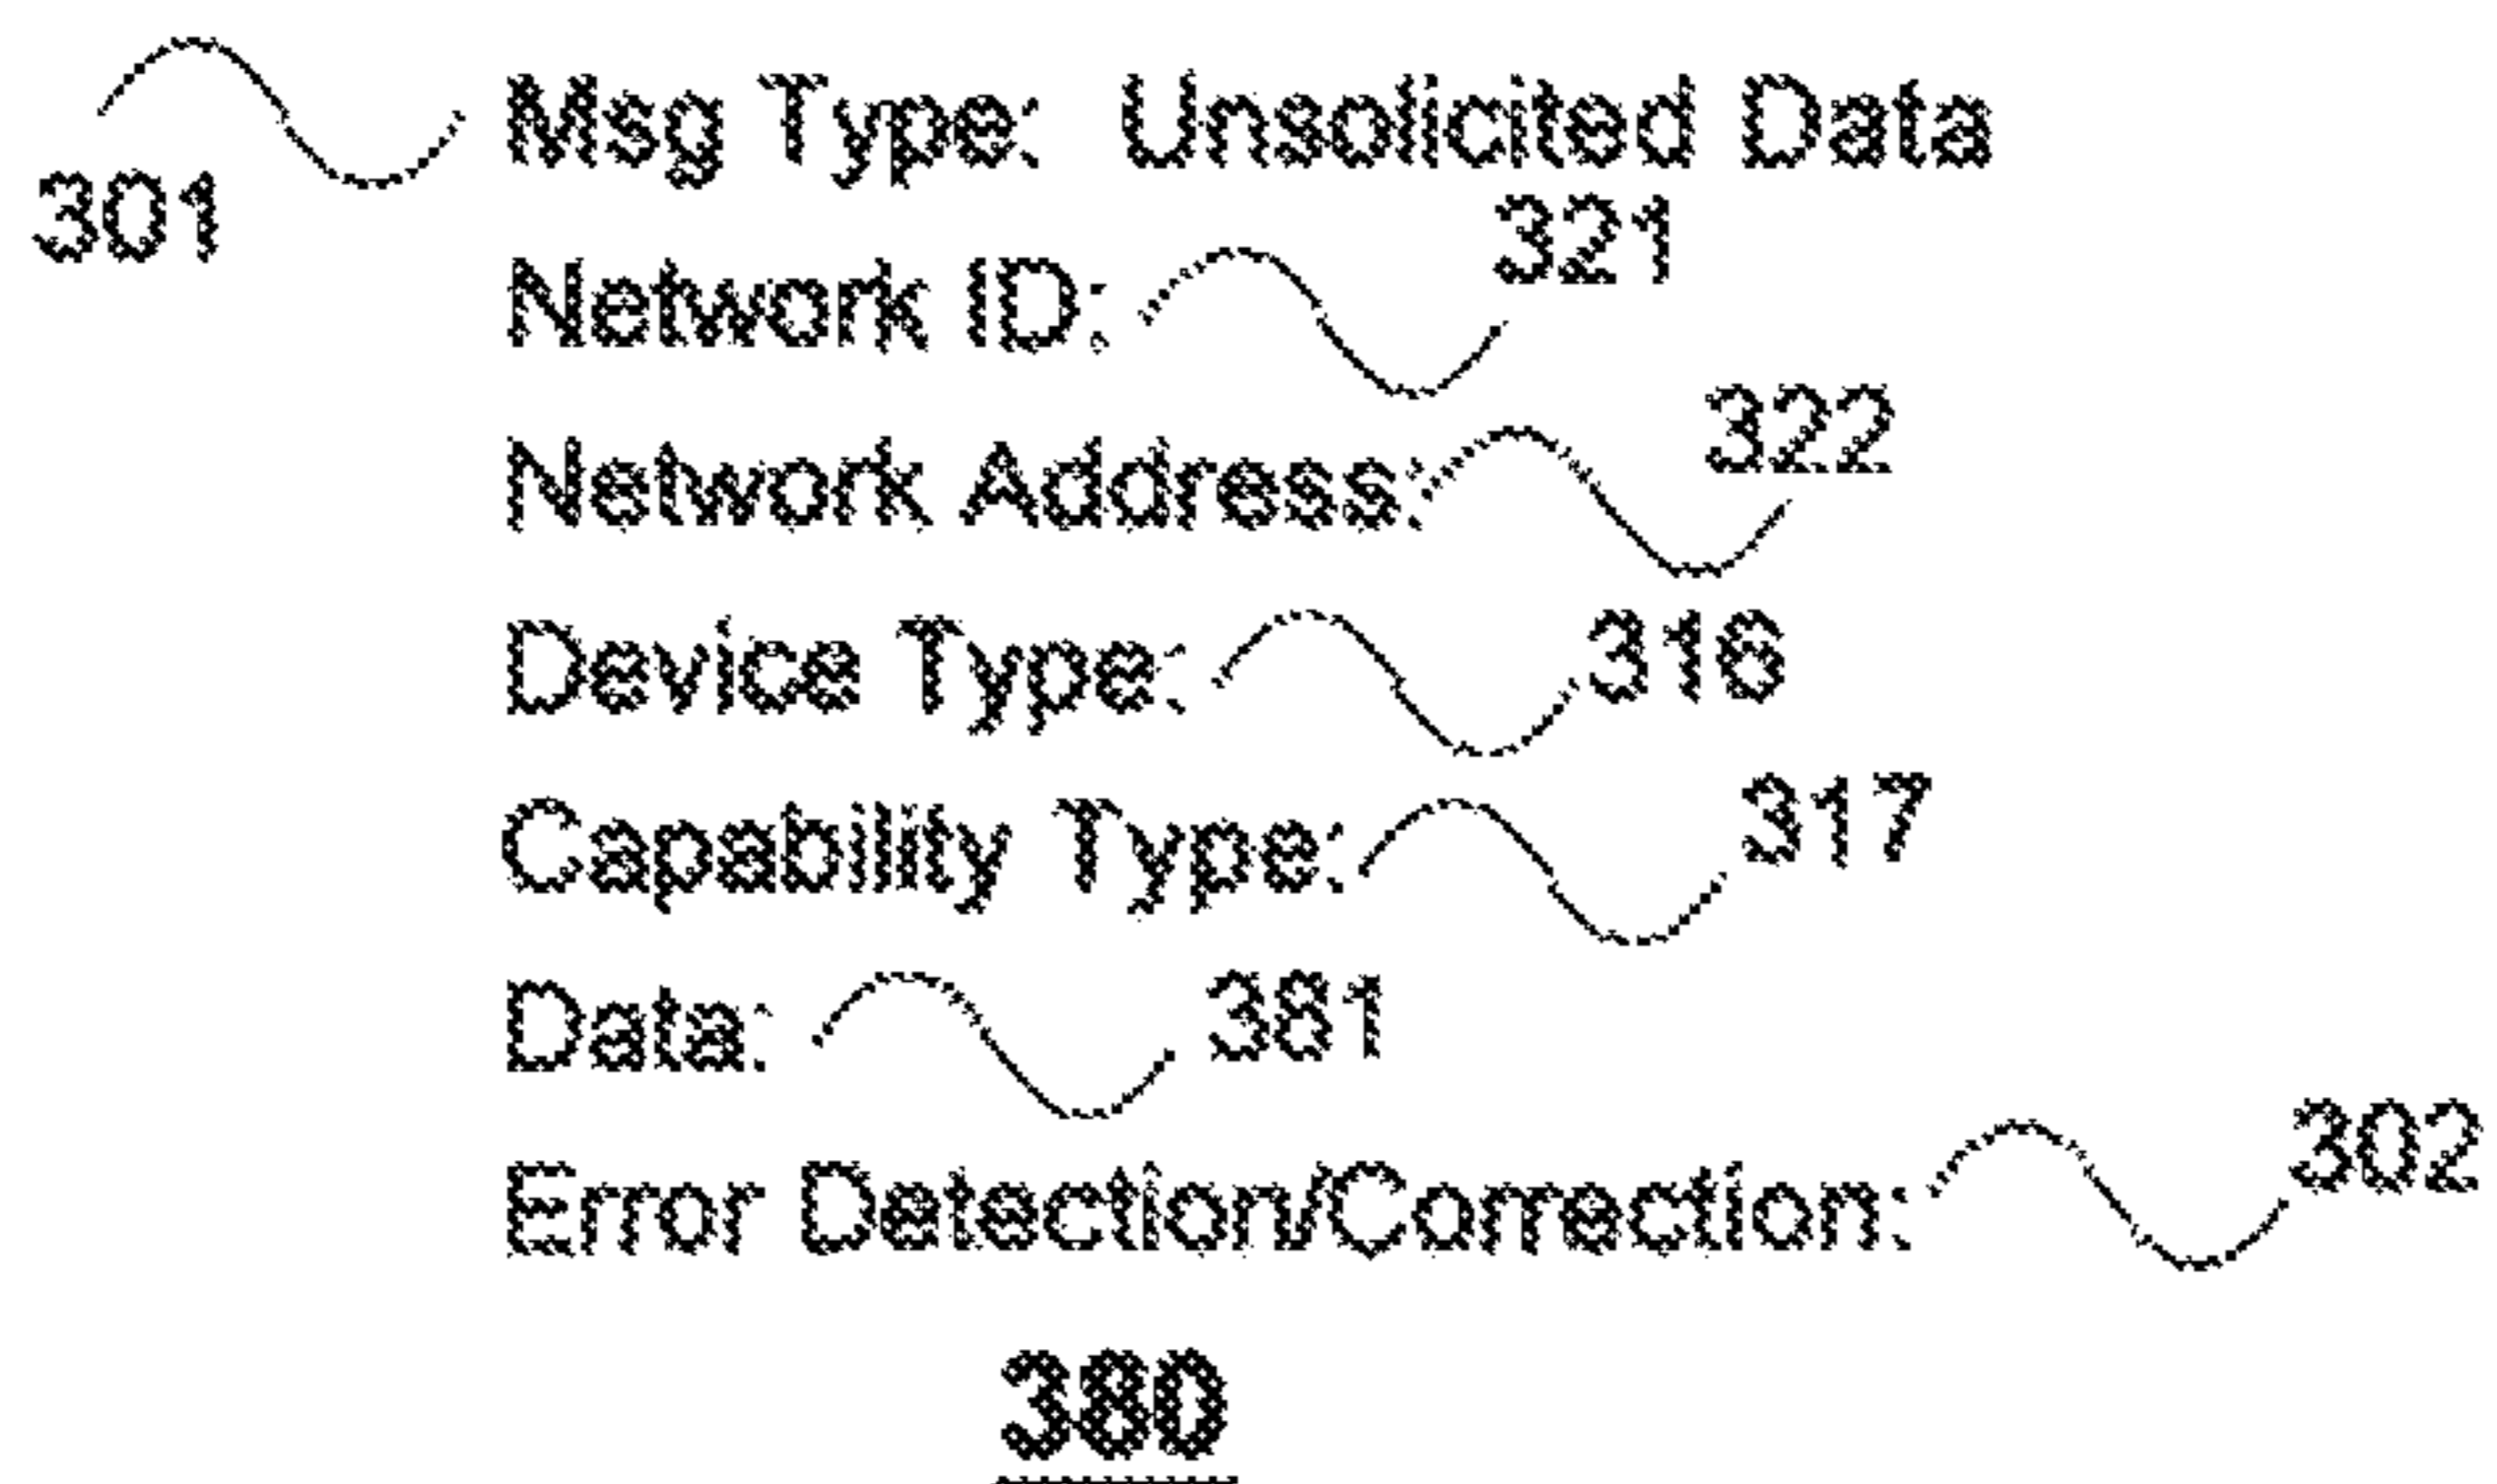 Msg Type: Unsolicited Data
301
321
Network ID:
322
Network Address:
Device Type: 316
Capability Type: 317
Data: 381
Error Detection/Correction: 302
380